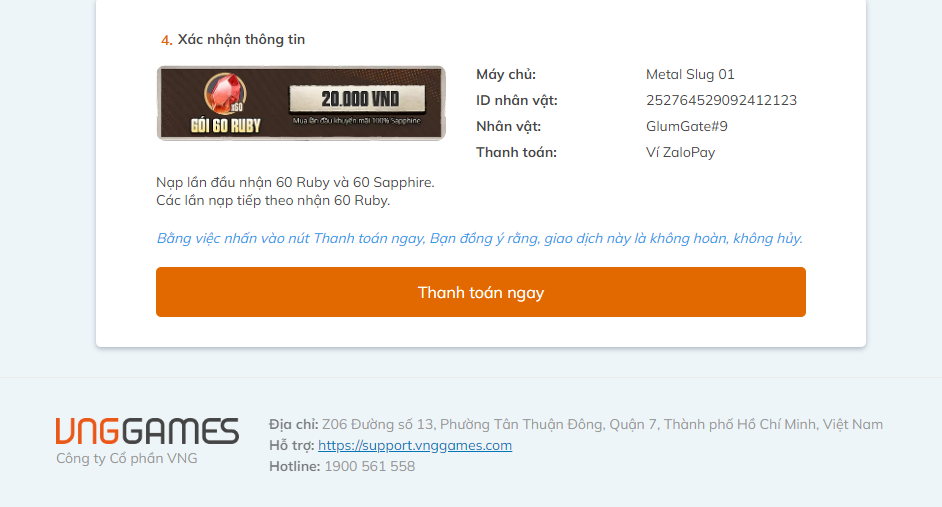 4. Xác nhận thông tin
x60
GÓI 60 RUBY
20.000 VNĐ
Mua lần đầu khuyến mãi 100% Sapphire
Máy chủ: Metal Slug 01
ID nhân vật: 252764529092412123
Nhân vật: GlumGate#9
Thanh toán: Ví ZaloPay
Nạp lần đầu nhận 60 Ruby và 60 Sapphire.
Các lần nạp tiếp theo nhận 60 Ruby.
Bằng việc nhấn vào nút Thanh toán ngay, Bạn đồng ý rằng, giao dịch này là không hoàn, không hủy.
Thanh toán ngay
VNGGAMES
Công ty Cổ phần VNG
Địa chỉ: Z06 Đường số 13, Phường Tân Thuận Đông, Quận 7, Thành phố Hồ Chí Minh, Việt Nam
Hỗ trợ: https://support.vnggames.com
Hotline: 1900 561 558